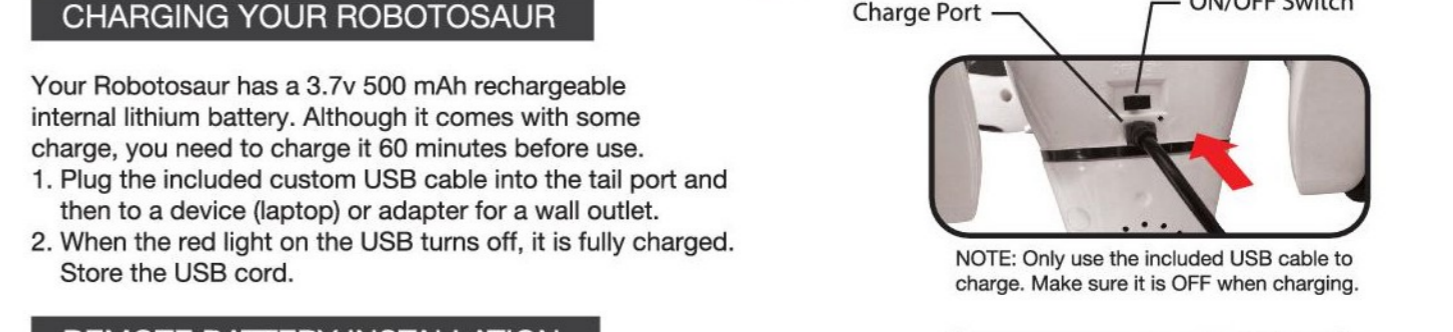 CHARGING YOUR ROBOTOSAUR
Your Robotosaur has a 3.7v 500 mAh rechargeable
internal lithium battery. Although it comes with some
charge, you need to charge it 60 minutes before use.
1. Plug the included custom USB cable into the tail port and
then to a device (laptop) or adapter for a wall outlet.
2. When the red light on the USB turns off, it is fully charged.
Store the USB cord.
Charge Port
ON/OFF Switch
NOTE: Only use the included USB cable to
charge. Make sure it is OFF when charging.
REMOTE BATTERY INSTALLATION